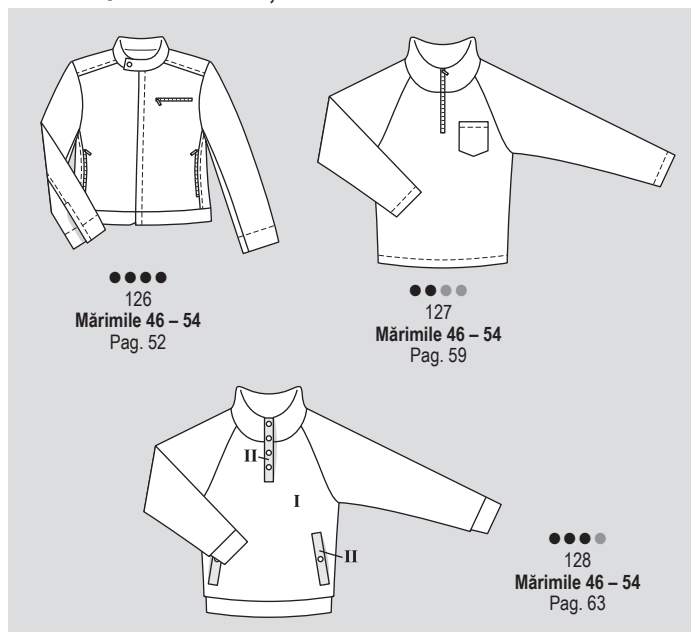 126
Mărimile 46 – 54
Pag. 52
127
Mărimile 46 – 54
Pag. 59
II
I
II
128
Mărimile 46 – 54
Pag. 63